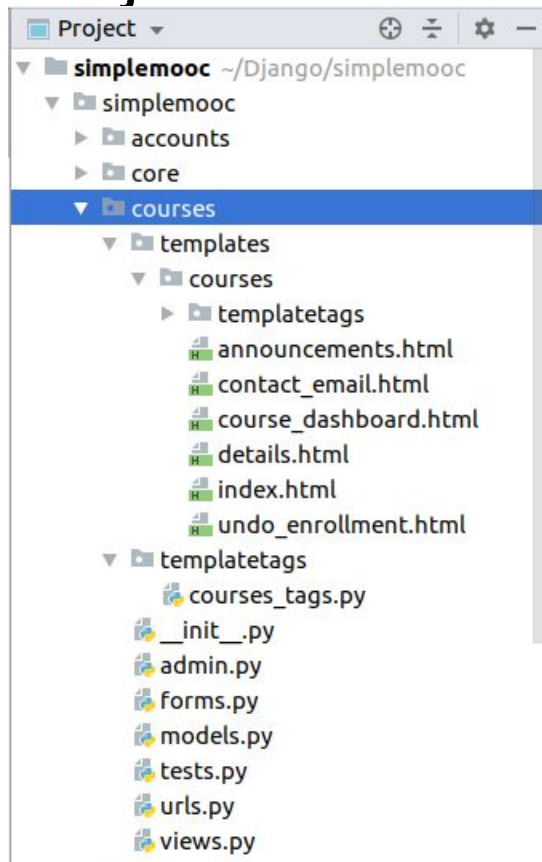 Project
simplemooc ~/Django/simplemooc
simplemooc
accounts
core
courses
templates
courses
templatetags
announcements.html
contact_email.html
course_dashboard.html
details.html
index.html
undo_enrollment.html
templatetags
courses_tags.py
__init__.py
admin.py
forms.py
models.py
tests.py
urls.py
views.py